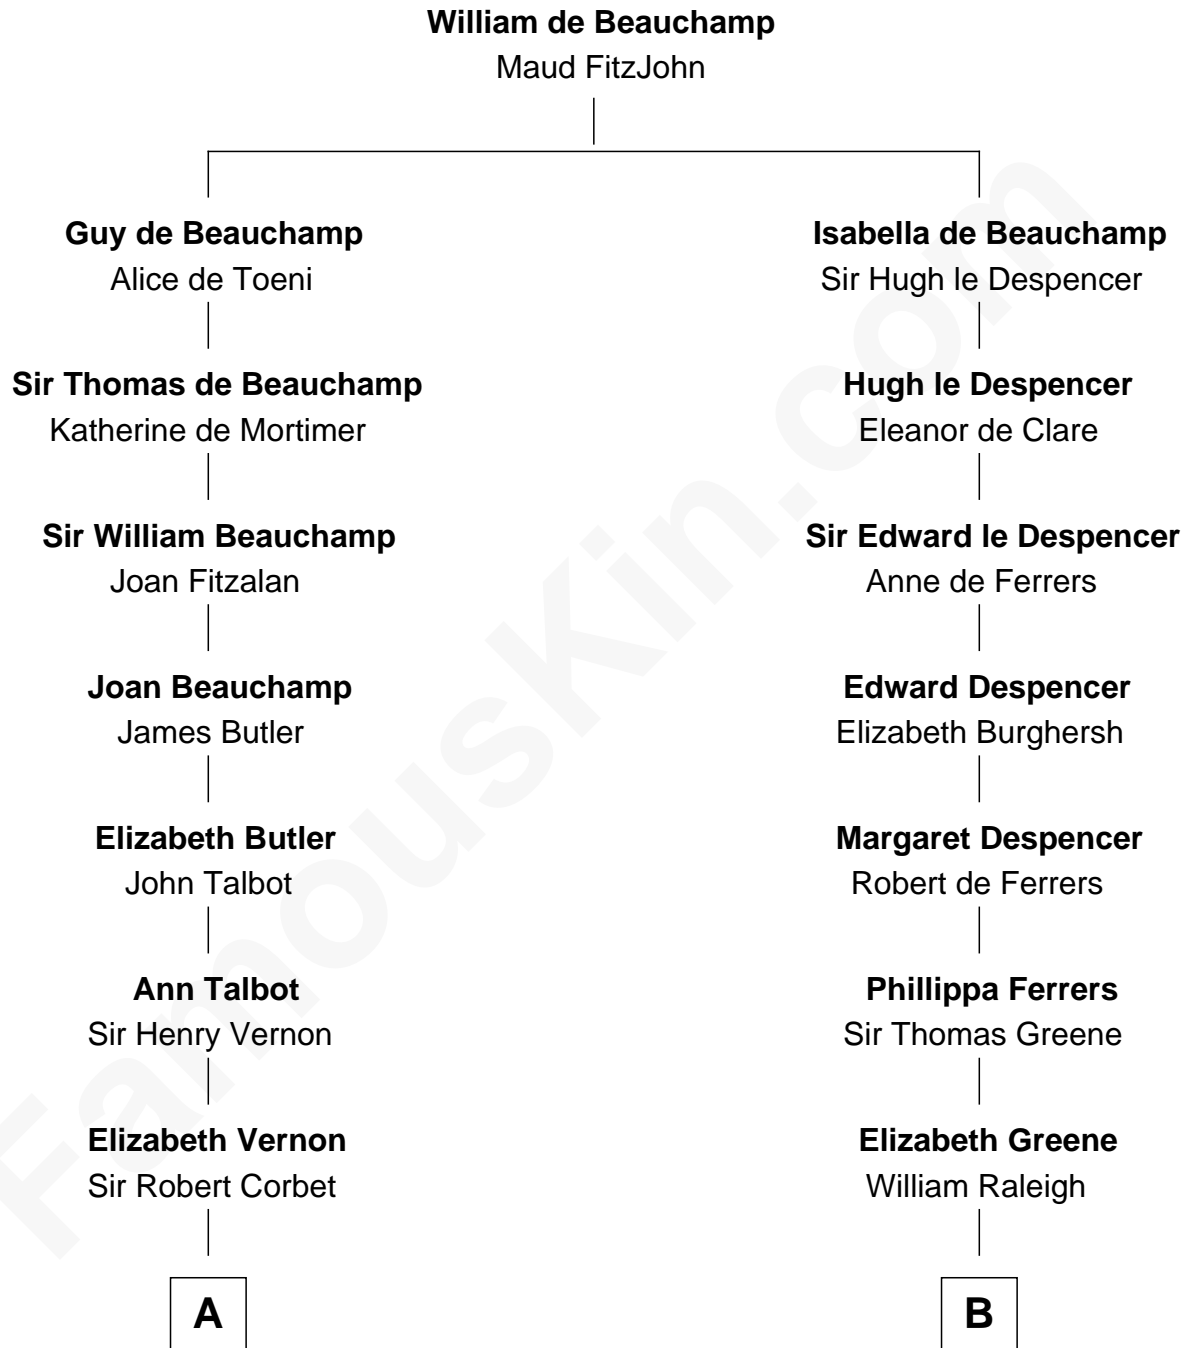 William de Beauchamp
Maud FitzJohn
Guy de Beauchamp
Alice de Toeni
Isabella de Beauchamp
Sir Hugh le Despencer
Sir Thomas de Beauchamp
Katherine de Mortimer
Hugh le Despencer
Eleanor de Clare
Sir William Beauchamp
Joan Fitzalan
Sir Edward le Despencer
Anne de Ferrers
Joan Beauchamp
James Butler
Edward Despencer
Elizabeth Burghersh
Elizabeth Butler
John Talbot
Margaret Despencer
Robert de Ferrers
Ann Talbot
Sir Henry Vernon
Phillippa Ferrers
Sir Thomas Greene
Elizabeth Vernon
Sir Robert Corbet
Elizabeth Greene
William Raleigh
A
B
FamousKin.com